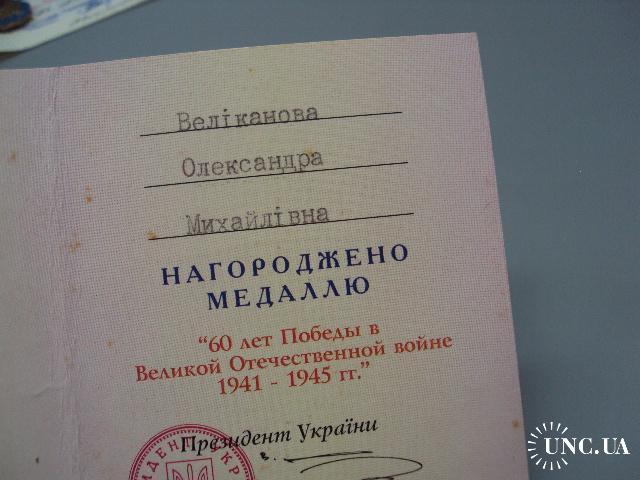 Веліканова
Олександра
Михайлівна
НАГОРОДЖЕНО
МЕДАЛЛЮ
“60 лет Победы в
Великой Отечественной войне
1941 - 1945 гг.”
Президент України
UNC.UA